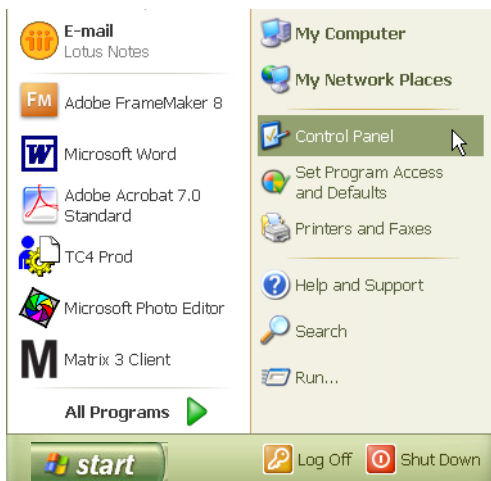 E-mail
Lotus Notes
FM
Adobe FrameMaker 8
W
Microsoft Word
Adobe Acrobat 7.0
Standard
TC4 Prod
Microsoft Photo Editor
M
Matrix 3 Client
All Programs
My Computer
My Network Places
Control Panel
Set Program Access
and Defaults
Printers and Faxes
Help and Support
Search
Run...
start
Log Off
Shut Down